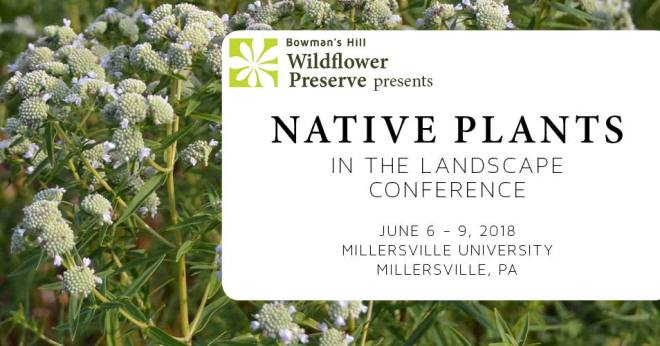 Bowman's Hill
Wildflower
Preserve presents
NATIVE PLANTS
IN THE LANDSCAPE
CONFERENCE
JUNE 6 - 9, 2018
MILLERSVILLE UNIVERSITY
MILLERSVILLE, PA